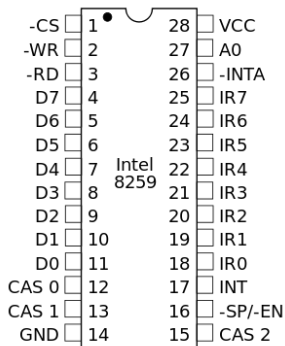 -CS 1 28 VCC
-WR 2 27 A0
-RD 3 26 -INTA
D7 4 25 IR7
D6 5 24 IR6
D5 6 23 IR5
D4 7 Intel 22 IR4
D3 8 8259 21 IR3
D2 9 20 IR2
D1 10 19 IR1
D0 11 18 IR0
CAS 0 12 17 INT
CAS 1 13 16 -SP/-EN
GND 14 15 CAS 2